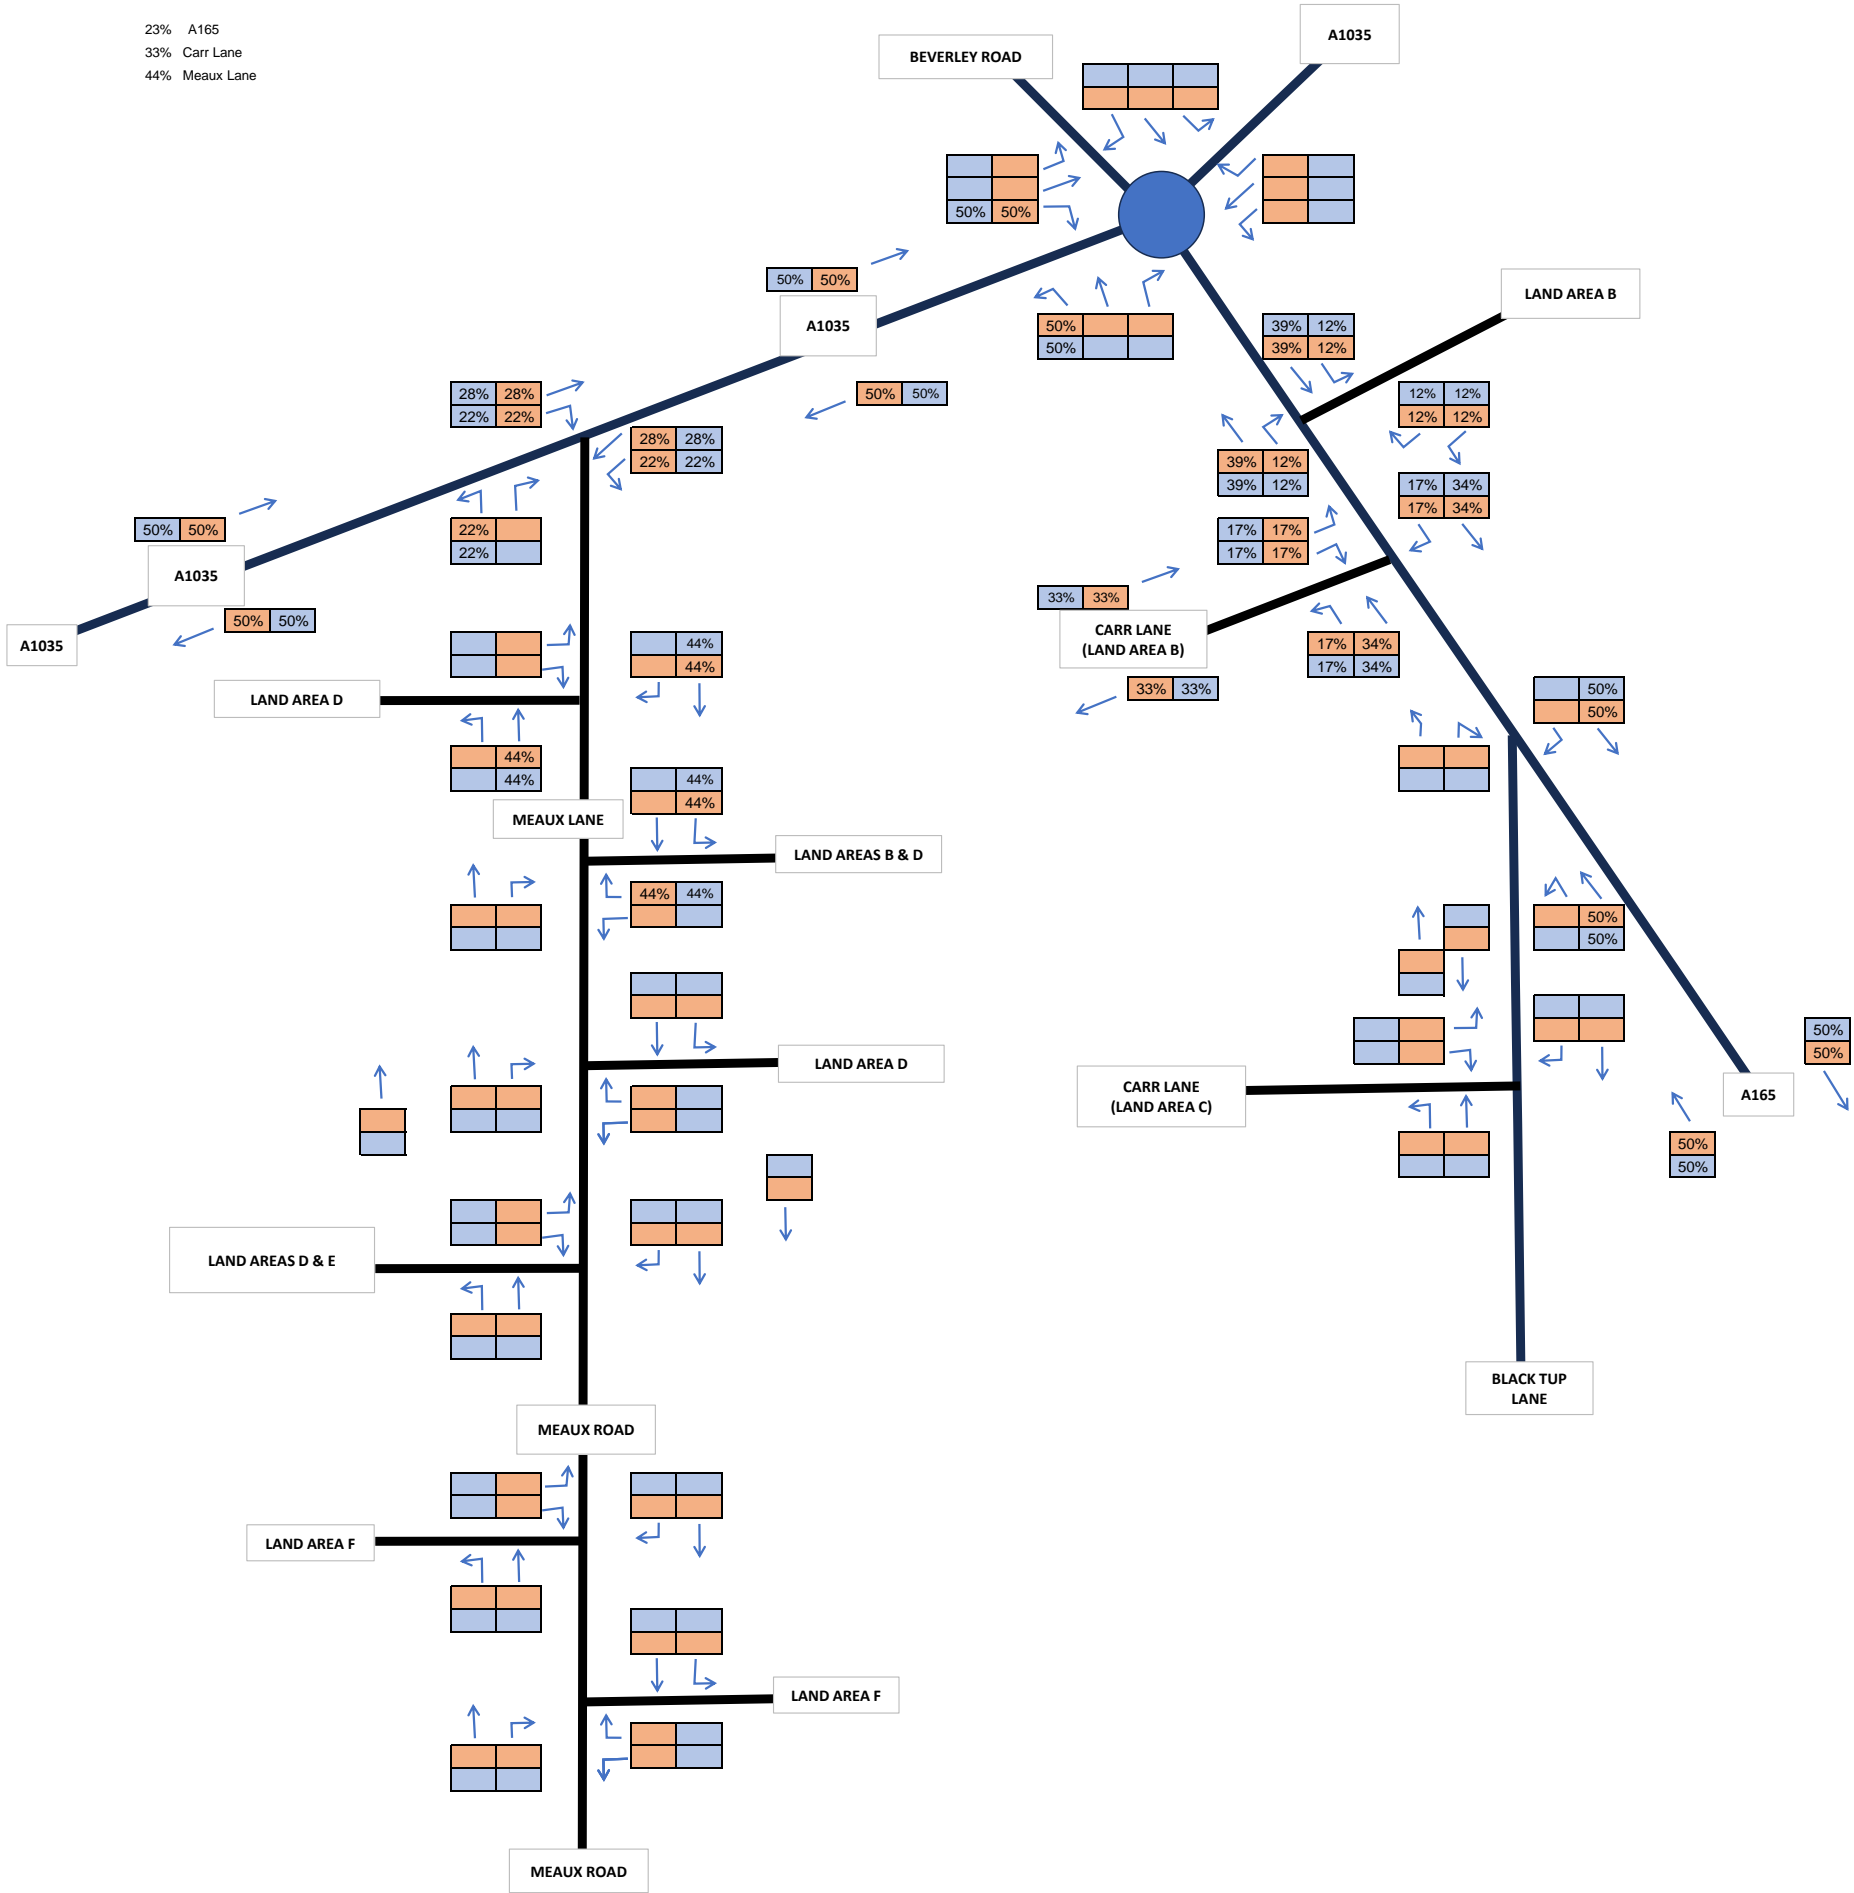 23% A165
33% Carr Lane
44% Meaux Lane
BEVERLEY ROAD
A1035
50% 50%
50% 50%
A1035
50%
50%
50% 50%
LAND AREA B
39% 12%
39% 12%
12% 12%
12% 12%
39% 12%
39% 12%
28% 28%
22% 22%
28% 28%
22% 22%
22%
22%
50% 50%
A1035
50% 50%
A1035
17% 34%
17% 34%
17% 17%
17% 17%
33% 33%
CARR LANE
(LAND AREA B)
33% 33%
17% 34%
17% 34%
44%
44%
LAND AREA D
44%
44%
50%
50%
MEAUX LANE
44%
44%
LAND AREAS B & D
44% 44%
50%
50%
LAND AREA D
CARR LANE
(LAND AREA C)
A165
50%
50%
50%
50%
LAND AREAS D & E
BLACK TUP
LANE
MEAUX ROAD
LAND AREA F
LAND AREA F
MEAUX ROAD